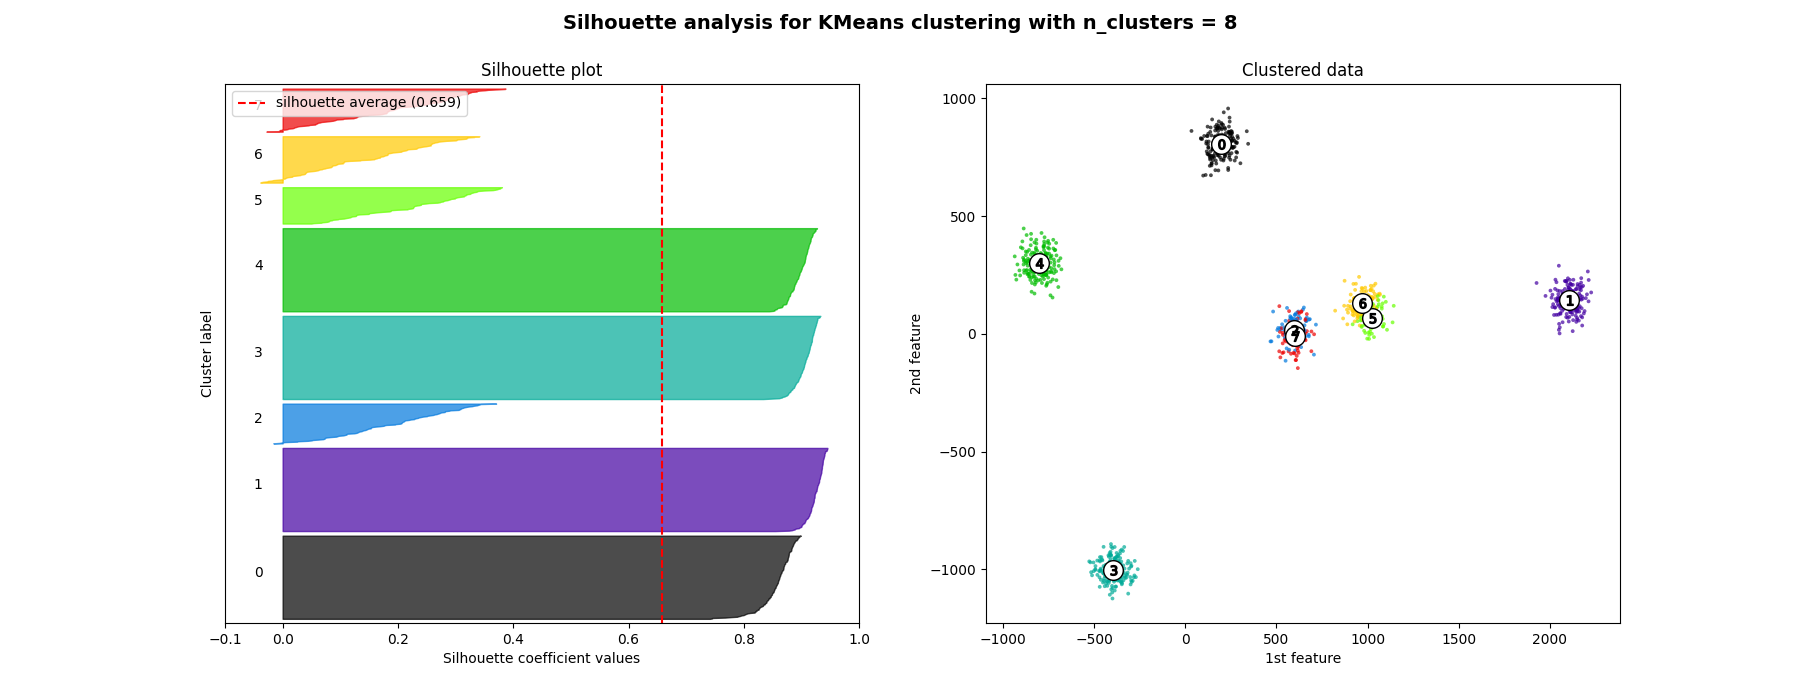 Silhouette analysis for KMeans clustering with n_clusters = 8
Silhouette plot
silhouette average (0.659)
7
6
5
4
3
2
1
0
Cluster label
−0.1 0.0 0.2 0.4 0.6 0.8 1.0
Silhouette coefficient values
Clustered data
1000
500
0
−500
−1000
2nd feature
0
4
6
1
5
2
7
3
−1000 −500 0 500 1000 1500 2000
1st feature